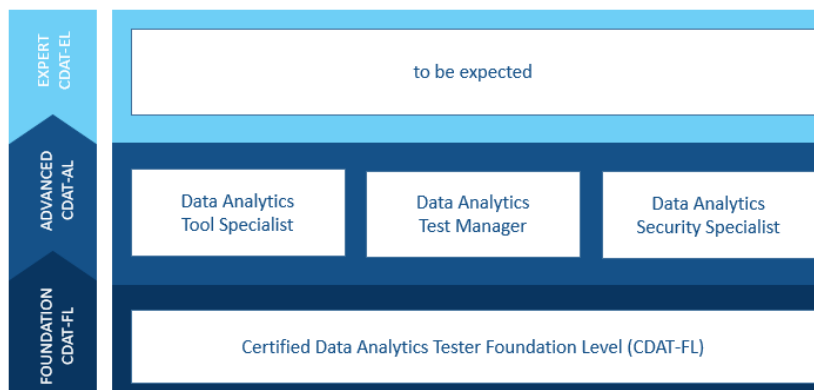 EXPERT
CDAT-EL
to be expected
ADVANCED
CDAT-AL
Data Analytics
Tool Specialist
Data Analytics
Test Manager
Data Analytics
Security Specialist
FOUNDATION
CDAT-FL
Certified Data Analytics Tester Foundation Level (CDAT-FL)